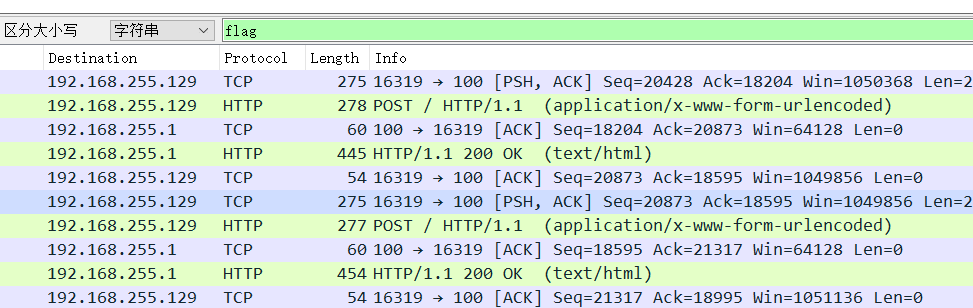 区分大小写 字符串 flag
Destination Protocol Length Info
192.168.255.129 TCP 275 16319 → 100 [PSH, ACK] Seq=20428 Ack=18204 Win=1050368 Len=2
192.168.255.129 HTTP 278 POST / HTTP/1.1 (application/x-www-form-urlencoded)
192.168.255.1 TCP 60 100 → 16319 [ACK] Seq=18204 Ack=20873 Win=64128 Len=0
192.168.255.1 HTTP 445 HTTP/1.1 200 OK (text/html)
192.168.255.129 TCP 54 16319 → 100 [ACK] Seq=20873 Ack=18595 Win=1049856 Len=0
192.168.255.129 TCP 275 16319 → 100 [PSH, ACK] Seq=20873 Ack=18595 Win=1049856 Len=2
192.168.255.129 HTTP 277 POST / HTTP/1.1 (application/x-www-form-urlencoded)
192.168.255.1 TCP 60 100 → 16319 [ACK] Seq=18595 Ack=21317 Win=64128 Len=0
192.168.255.1 HTTP 454 HTTP/1.1 200 OK (text/html)
192.168.255.129 TCP 54 16319 → 100 [ACK] Seq=21317 Ack=18995 Win=1051136 Len=0